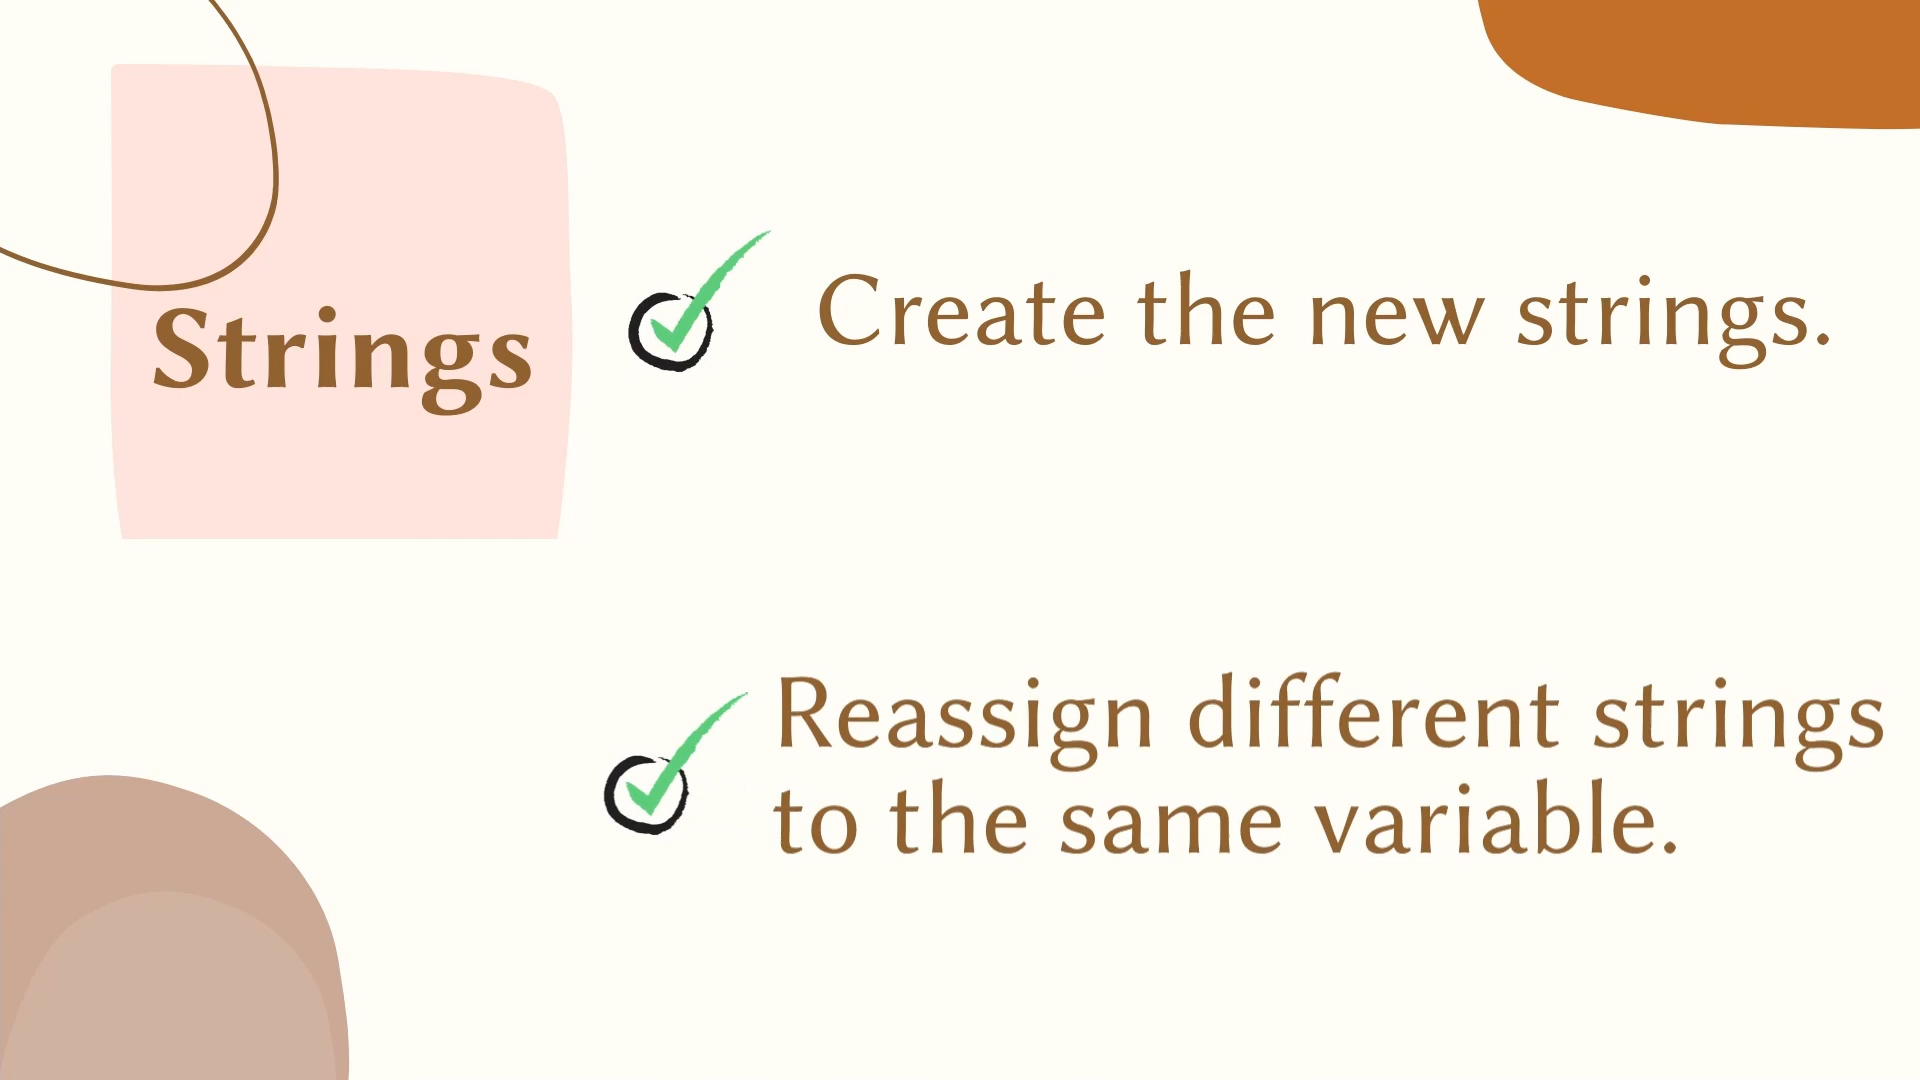 Strings
Create the new strings.
Reassign different strings
to the same variable.